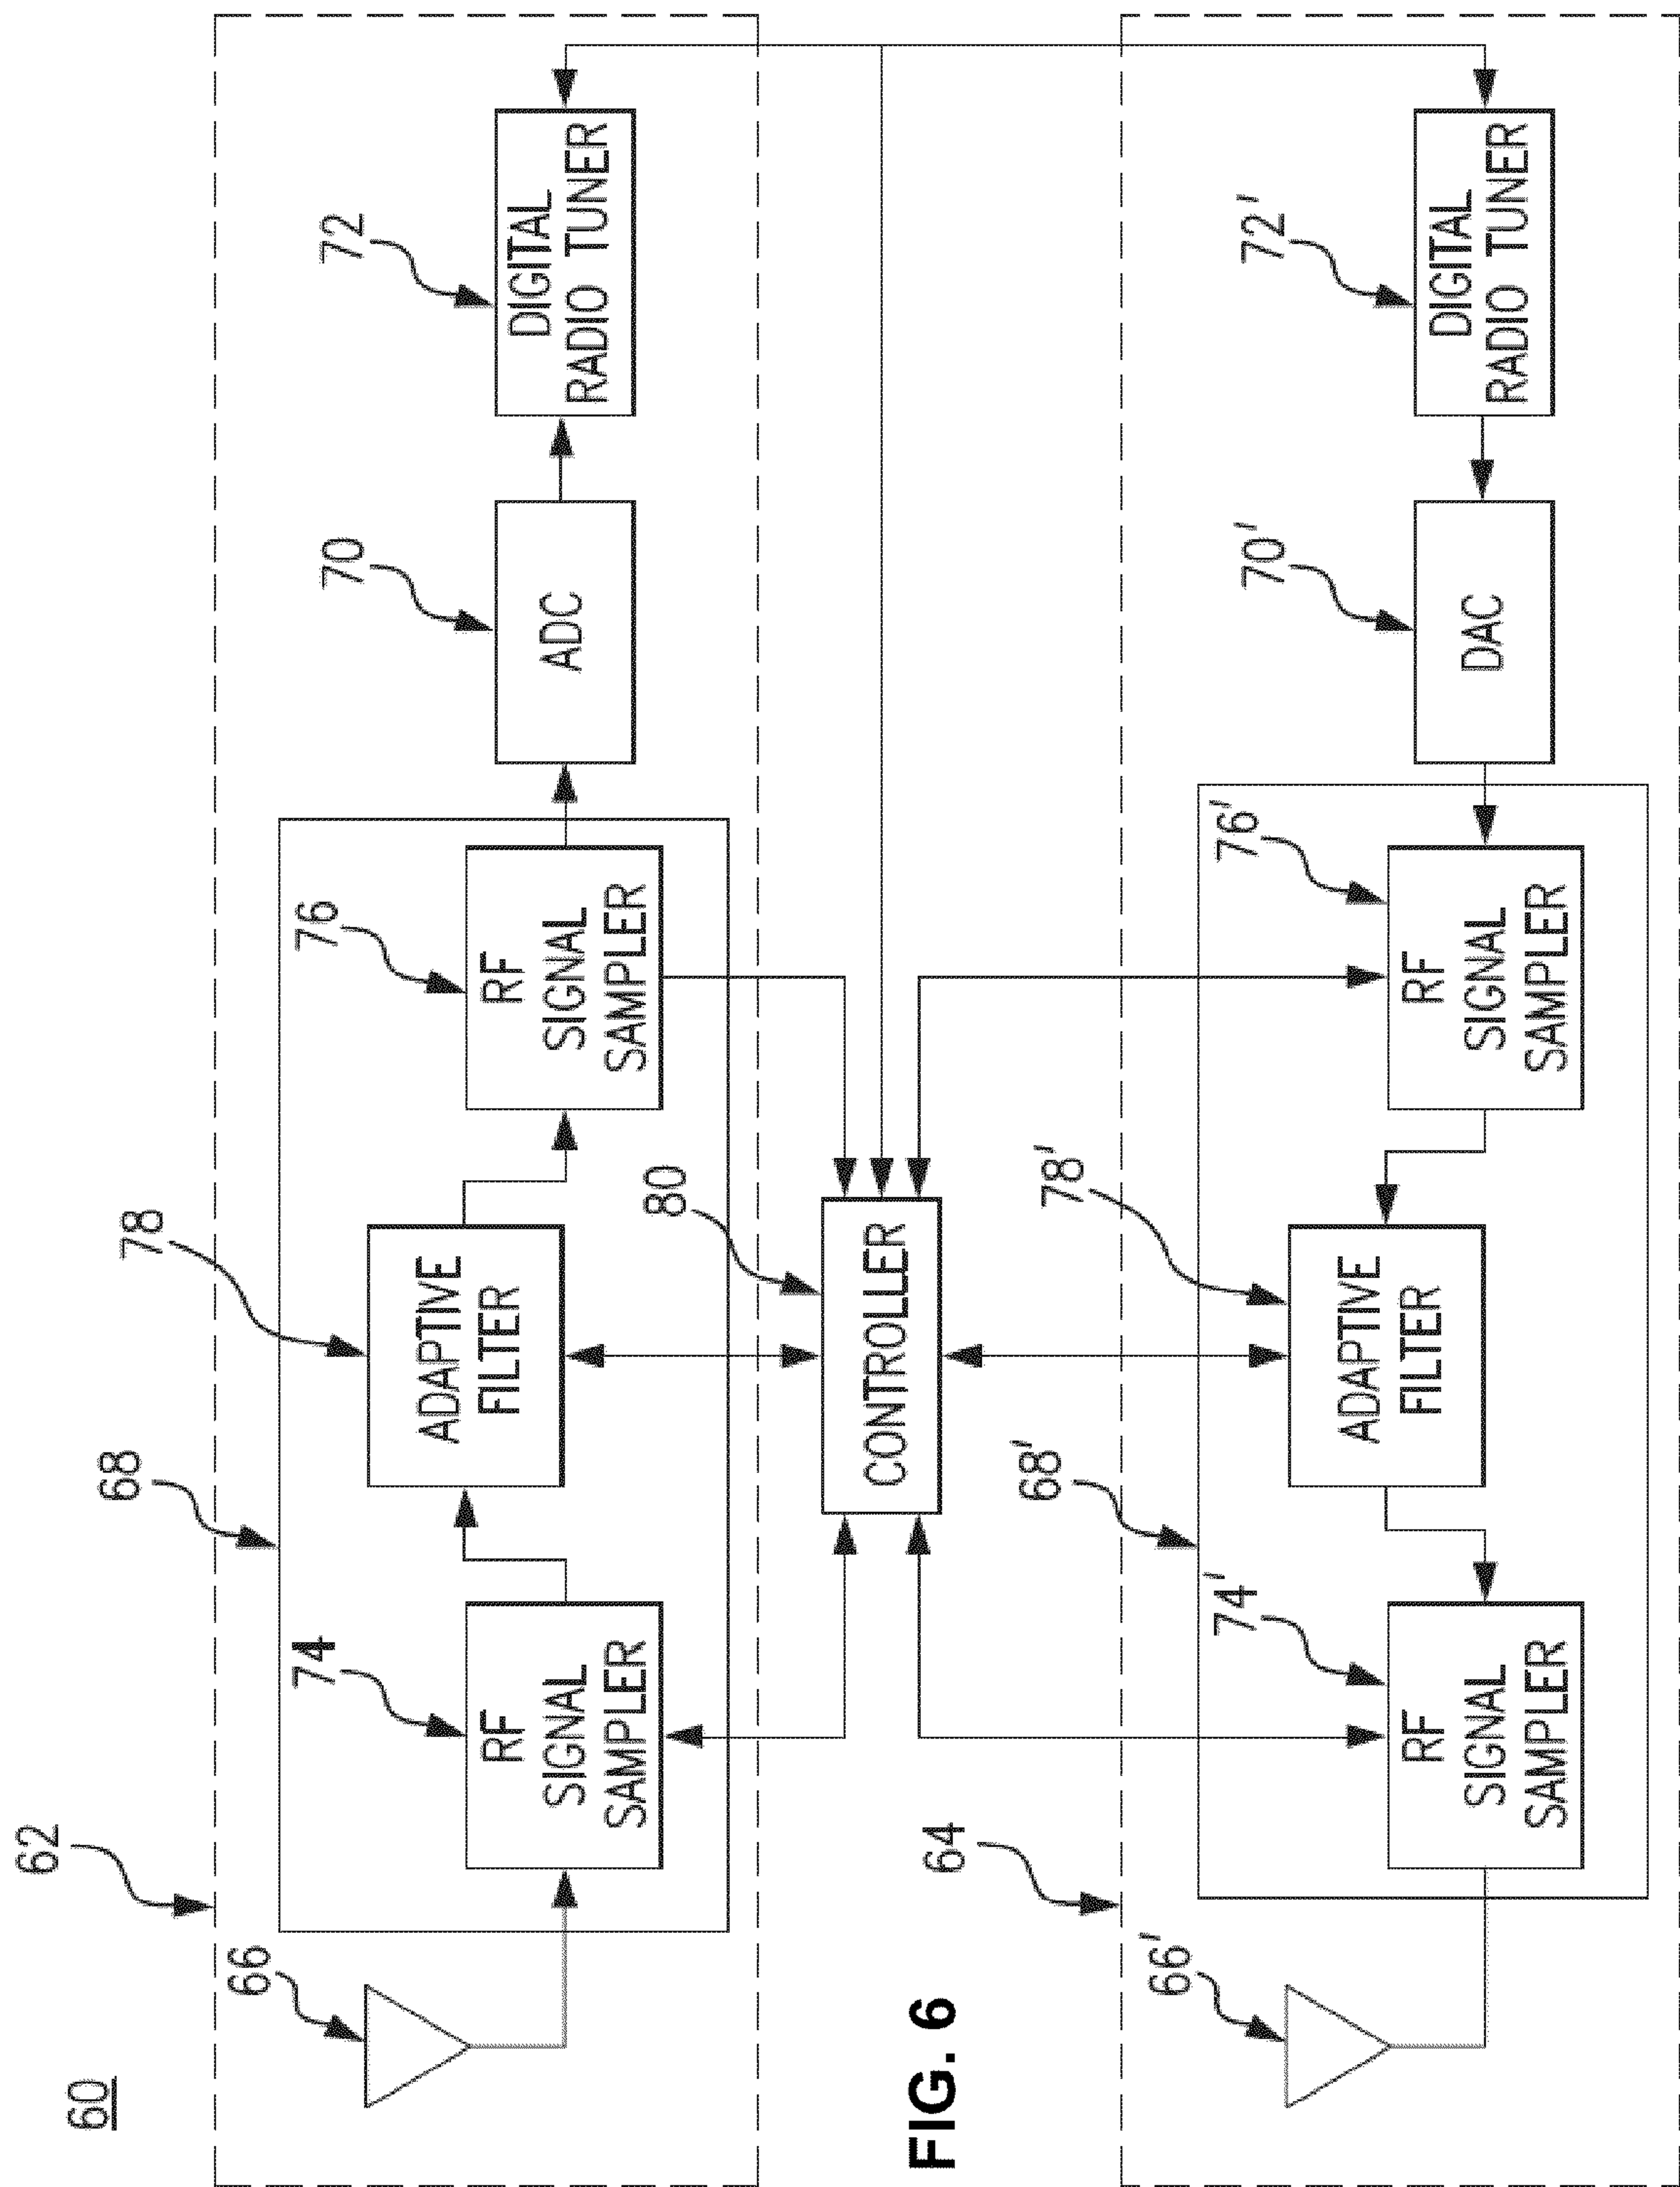 60
62
66
68
74
RF
SIGNAL
SAMPLER
78
ADAPTIVE
FILTER
76
RF
SIGNAL
SAMPLER
70
ADC
72
DIGITAL
RADIO TUNER
80
CONTROLLER
FIG. 6
64
66'
68'
74'
RF
SIGNAL
SAMPLER
78'
ADAPTIVE
FILTER
76'
RF
SIGNAL
SAMPLER
70'
DAC
72'
DIGITAL
RADIO TUNER